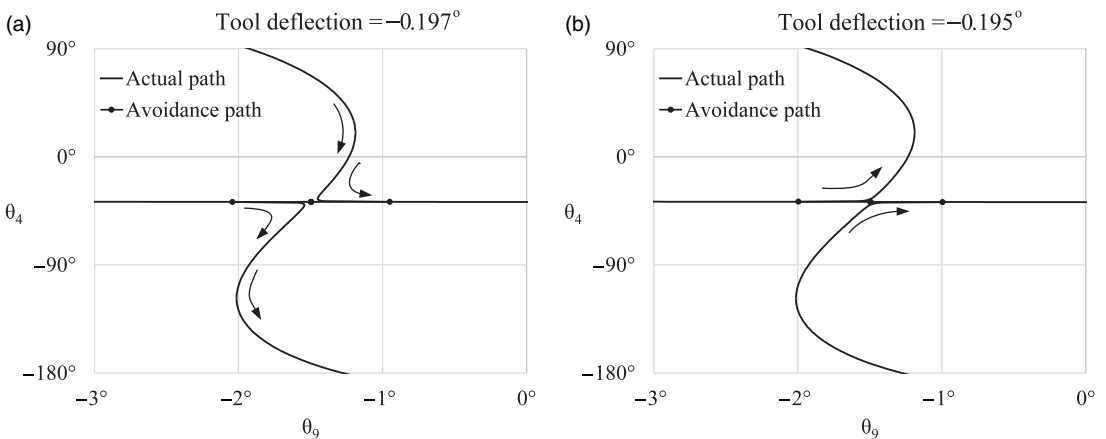 (a)
Tool deflection = −0.197°
90°
Actual path
Avoidance path
0°
θ4
−90°
−180°
−3°
−2°
−1°
0°
θ9
(b)
Tool deflection = −0.195°
90°
Actual path
Avoidance path
0°
θ4
−90°
−180°
−3°
−2°
−1°
0°
θ9